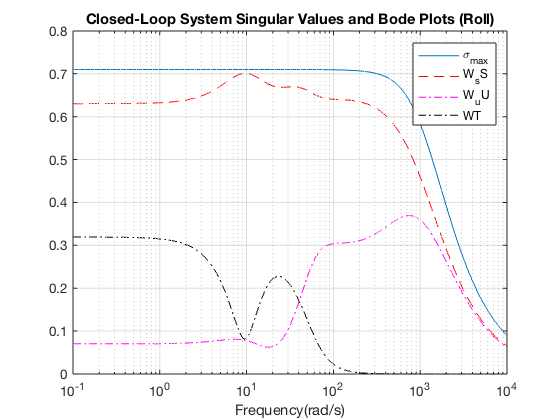 Closed-Loop System Singular Values and Bode Plots (Roll)
0.8
0.7
0.6
0.5
0.4
0.3
0.2
0.1
0
σmax
WsS
WuU
WT
10-1 100 101 102 103 104
Frequency(rad/s)